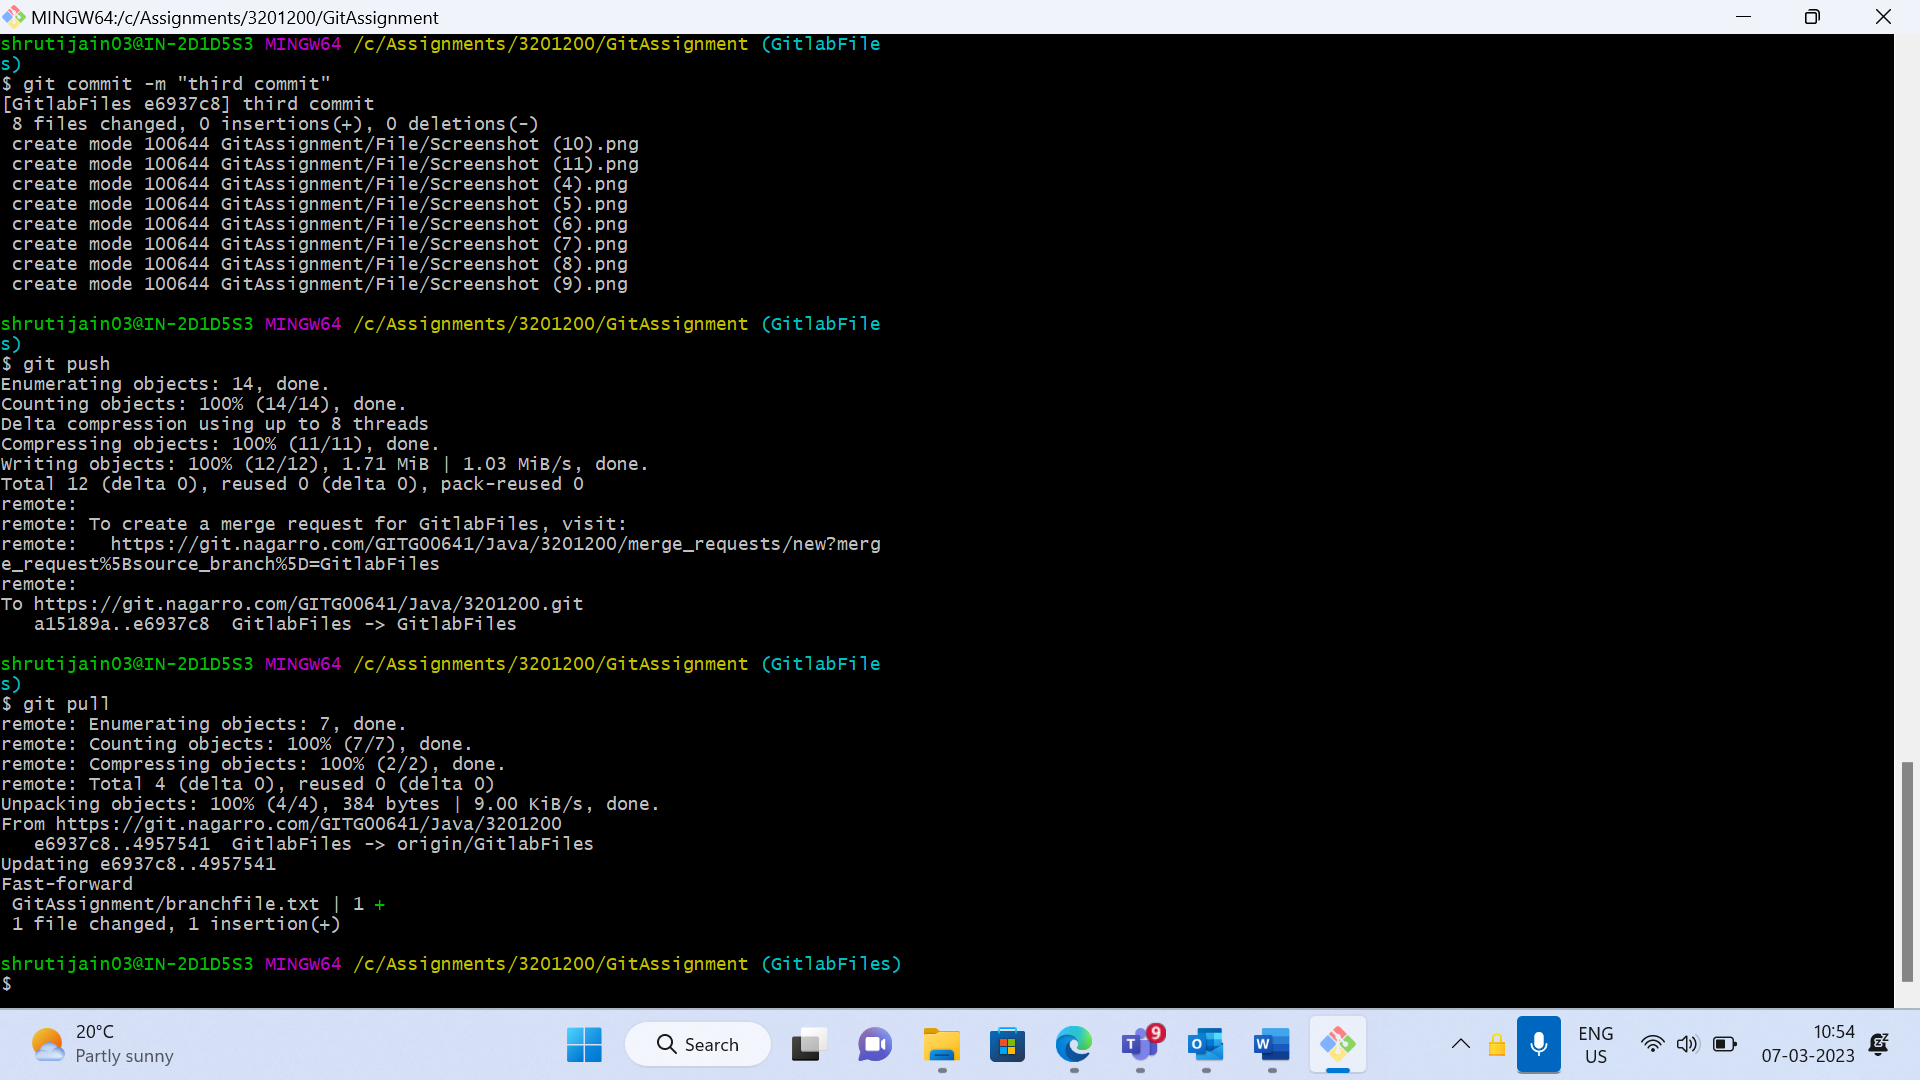 MINGW64:/c/Assignments/3201200/GitAssignment
shrutijain03@IN-2D1D5S3 MINGW64 /c/Assignments/3201200/GitAssignment (GitlabFile
s)
$ git commit -m "third commit"
[GitlabFiles e6937c8] third commit
 8 files changed, 0 insertions(+), 0 deletions(-)
 create mode 100644 GitAssignment/File/Screenshot (10).png
 create mode 100644 GitAssignment/File/Screenshot (11).png
 create mode 100644 GitAssignment/File/Screenshot (4).png
 create mode 100644 GitAssignment/File/Screenshot (5).png
 create mode 100644 GitAssignment/File/Screenshot (6).png
 create mode 100644 GitAssignment/File/Screenshot (7).png
 create mode 100644 GitAssignment/File/Screenshot (8).png
 create mode 100644 GitAssignment/File/Screenshot (9).png
shrutijain03@IN-2D1D5S3 MINGW64 /c/Assignments/3201200/GitAssignment (GitlabFile
s)
$ git push
Enumerating objects: 14, done.
Counting objects: 100% (14/14), done.
Delta compression using up to 8 threads
Compressing objects: 100% (11/11), done.
Writing objects: 100% (12/12), 1.71 MiB | 1.03 MiB/s, done.
Total 12 (delta 0), reused 0 (delta 0), pack-reused 0
remote:
remote: To create a merge request for GitlabFiles, visit:
remote:   https://git.nagarro.com/GITG00641/Java/3201200/merge_requests/new?merg
e_request%5Bsource_branch%5D=GitlabFiles
remote:
To https://git.nagarro.com/GITG00641/Java/3201200.git
   a15189a..e6937c8  GitlabFiles -> GitlabFiles
shrutijain03@IN-2D1D5S3 MINGW64 /c/Assignments/3201200/GitAssignment (GitlabFile
s)
$ git pull
remote: Enumerating objects: 7, done.
remote: Counting objects: 100% (7/7), done.
remote: Compressing objects: 100% (2/2), done.
remote: Total 4 (delta 0), reused 0 (delta 0)
Unpacking objects: 100% (4/4), 384 bytes | 9.00 KiB/s, done.
From https://git.nagarro.com/GITG00641/Java/3201200
   e6937c8..4957541  GitlabFiles -> origin/GitlabFiles
Updating e6937c8..4957541
Fast-forward
 GitAssignment/branchfile.txt | 1 +
 1 file changed, 1 insertion(+)
shrutijain03@IN-2D1D5S3 MINGW64 /c/Assignments/3201200/GitAssignment (GitlabFiles)
$
20°C
Partly sunny
Search
T
9
O
W
ENG
US
10:54
07-03-2023